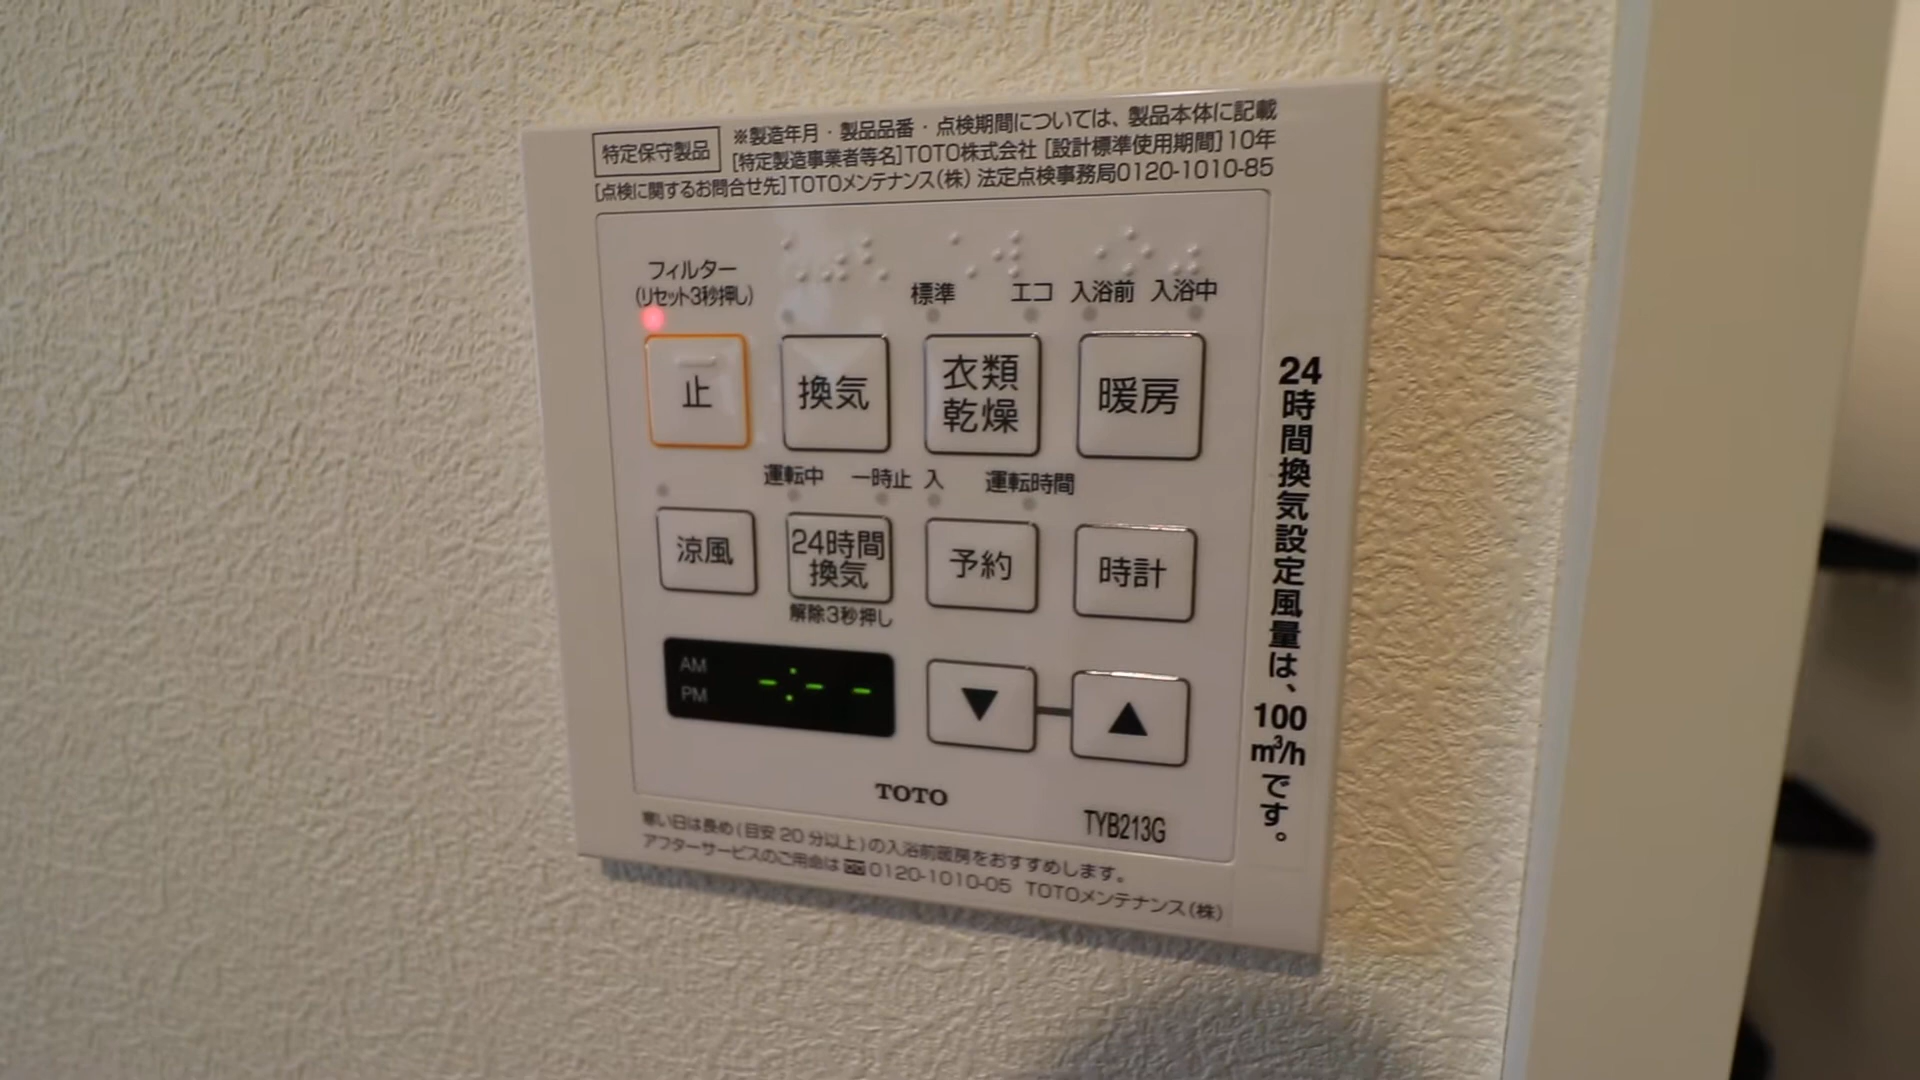 特定保守製品
※製造年月・製品品番・点検期間については、製品本体に記載
[特定製造事業者等名]TOTO株式会社 [設計標準使用期間]10年
[点検に関するお問合せ先]TOTOメンテナンス(株) 法定点検事務局0120-1010-85
フィルター
(リセット3秒押し)
標準 エコ 入浴前 入浴中
止 換気 衣類 暖房
乾燥
運転中 一時止 入 運転時間
涼風 24時間 予約 時計
換気
解除3秒押し
AM
PM
-:--
▼ ▲
TOTO
TYB213G
寒い日は長め(目安20分以上)の入浴前暖房をおすすめします。
アフターサービスのご用命は 0120-1010-05 TOTOメンテナンス(株)
24時間換気設定風量は、100m³/hです。